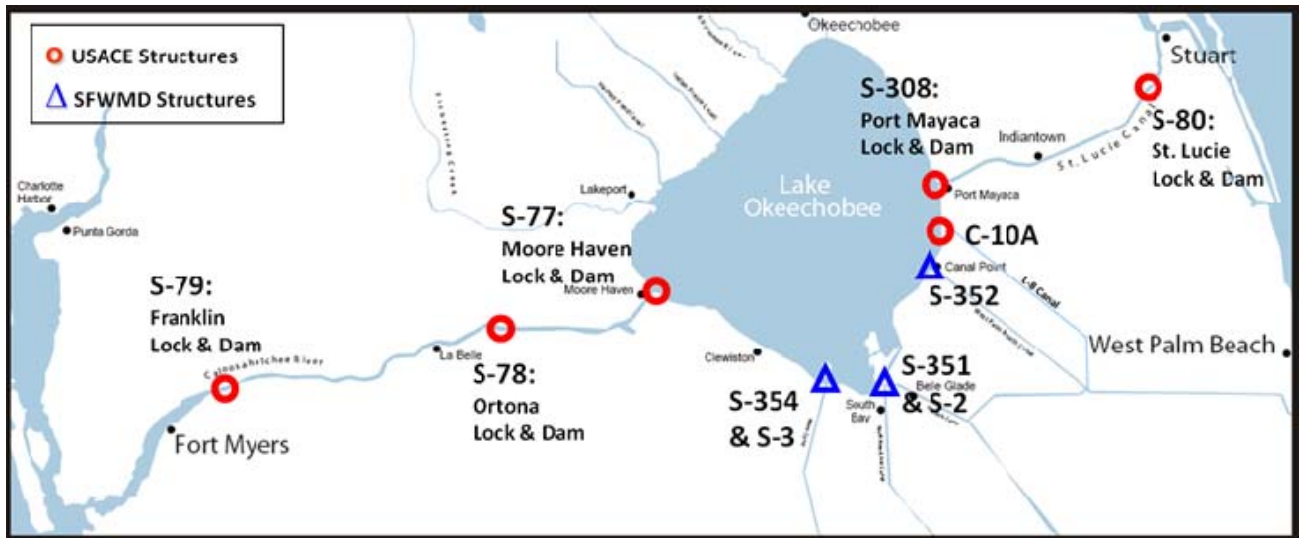 USACE Structures
SFWMD Structures
Okeechobee
Stuart
S-308:
Port Mayaca
Lock & Dam
Indiantown
St. Lucie Canal
S-80:
St. Lucie
Lock & Dam
Charlotte
Harbor
Punta Gorda
Lakeport
Lake
Okeechobee
Port Mayaca
S-77:
Moore Haven
Lock & Dam
Moore Haven
C-10A
Canal Point
S-352
L-8 Canal
S-79:
Franklin
Lock & Dam
La Belle
Clewiston
West Palm Beach
S-78:
Ortona
Lock & Dam
S-354
& S-3
S-351
& S-2
Bele Glade
South
Bay
Fort Myers